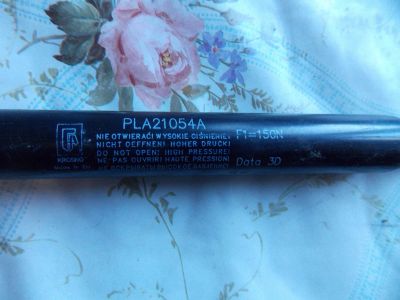 PLA21054A
NIE OTWIERAĆ! WYSOKIE CIŚNIENIE!
F1=150N
NICHT OEFFNEN! HOHER DRUCK!
DO NOT OPEN! HIGH PRESSURE!
KROSNO
NE-PAS OUVRIR! HAUTE PRESSION!
Data 3D